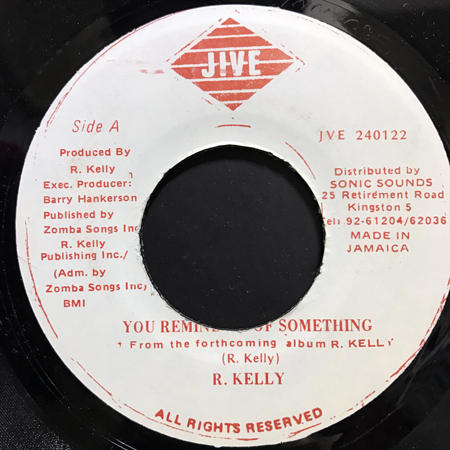 JIVE
Side A
JVE 240122
Produced By
R. Kelly
Exec. Producer:
Barry Hankerson
Published by
Zomba Songs Inc
R. Kelly
Publishing Inc./
(Adm. by
Zomba Songs Inc)
BMI
Distributed by
SONIC SOUNDS
25 Retirement Road
Kingston 5
92-61204/62036
MADE IN
JAMAICA
YOU OF SOMETHING
From the forthcoming album R. KELLY
(R. Kelly)
R. KELLY
ALL RIGHTS RESERVED